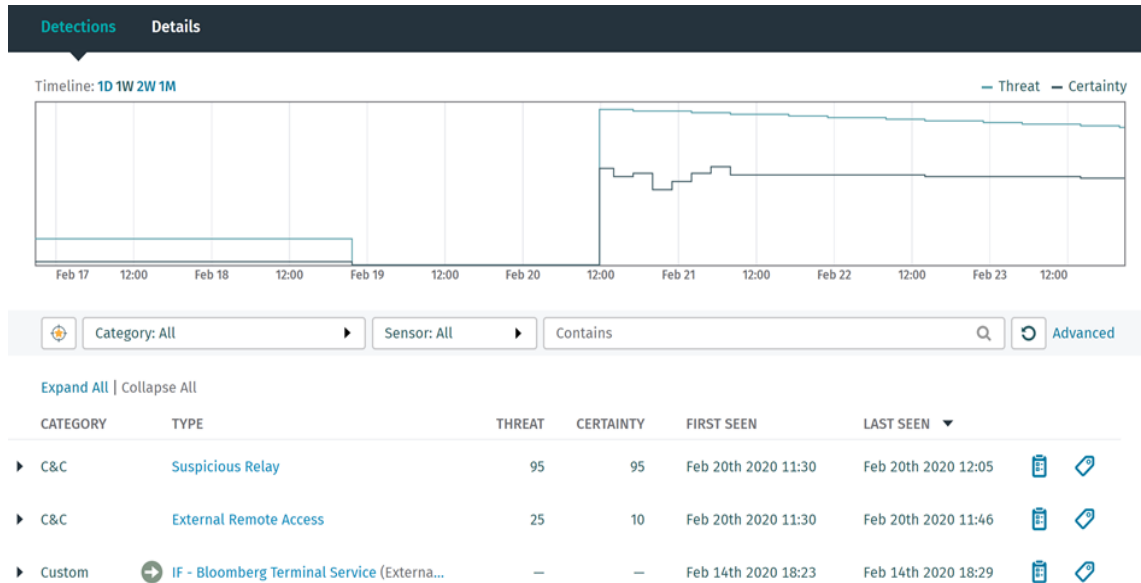 Detections Details
Timeline: 1D 1W 2W 1M — Threat — Certainty
Feb 17 12:00 Feb 18 12:00 Feb 19 12:00 Feb 20 12:00 Feb 21 12:00 Feb 22 12:00 Feb 23 12:00
Category: All Sensor: All Contains Advanced
Expand All | Collapse All
CATEGORY TYPE THREAT CERTAINTY FIRST SEEN LAST SEEN
C&C Suspicious Relay 95 95 Feb 20th 2020 11:30 Feb 20th 2020 12:05
C&C External Remote Access 25 10 Feb 20th 2020 11:30 Feb 20th 2020 11:46
Custom IF - Bloomberg Terminal Service (Externa... — — Feb 14th 2020 18:23 Feb 14th 2020 18:29